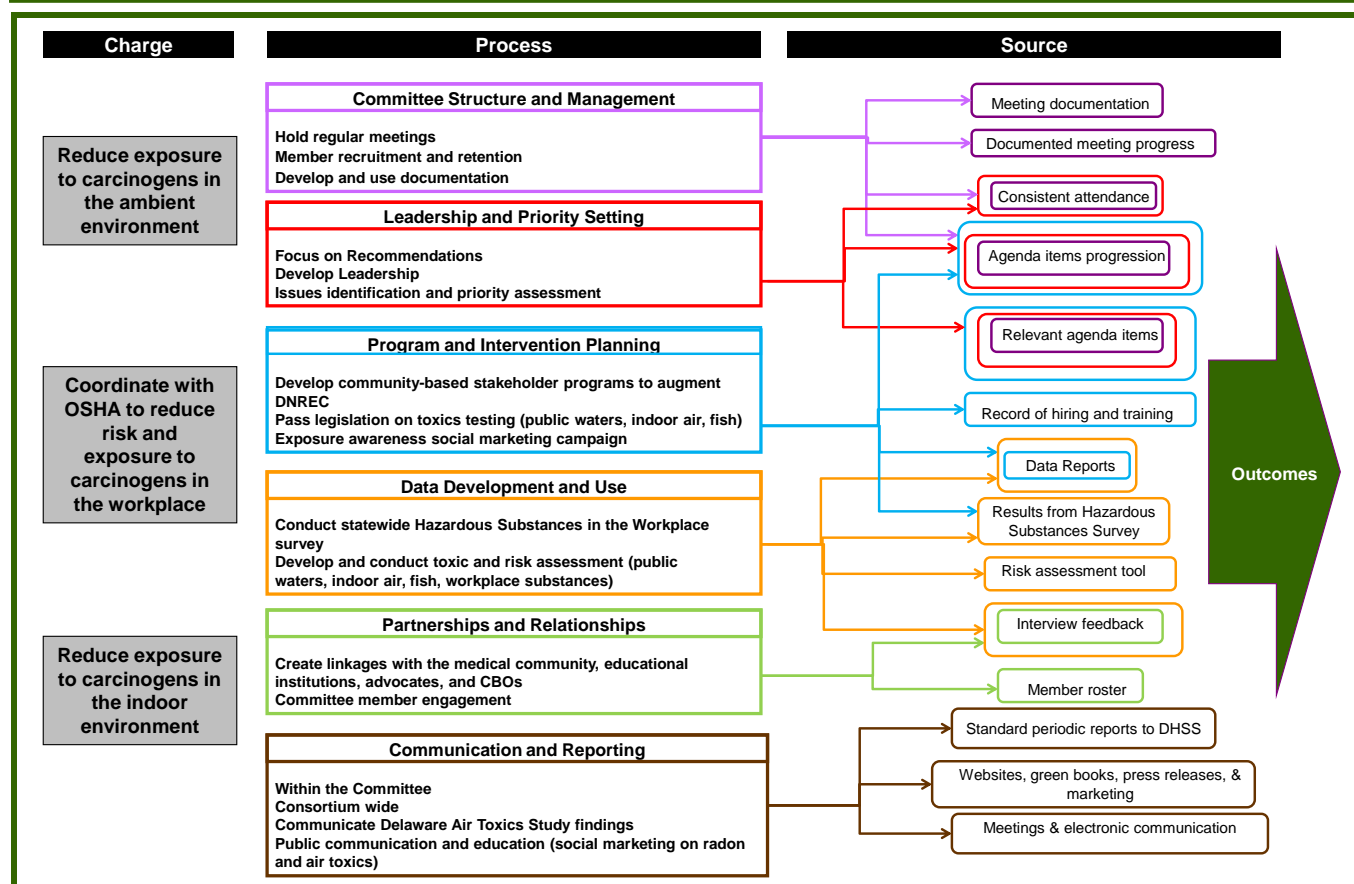 Charge
Process
Source
Reduce exposure
to carcinogens in
the ambient
environment
Coordinate with
OSHA to reduce
risk and
exposure to
carcinogens in
the workplace
Reduce exposure
to carcinogens in
the indoor
environment
Committee Structure and Management
Hold regular meetings
Member recruitment and retention
Develop and use documentation
Leadership and Priority Setting
Focus on Recommendations
Develop Leadership
Issues identification and priority assessment
Program and Intervention Planning
Develop community-based stakeholder programs to augment
DNREC
Pass legislation on toxics testing (public waters, indoor air, fish)
Exposure awareness social marketing campaign
Data Development and Use
Conduct statewide Hazardous Substances in the Workplace
survey
Develop and conduct toxic and risk assessment (public
waters, indoor air, fish, workplace substances)
Partnerships and Relationships
Create linkages with the medical community, educational
institutions, advocates, and CBOs
Committee member engagement
Communication and Reporting
Within the Committee
Consortium wide
Communicate Delaware Air Toxics Study findings
Public communication and education (social marketing on radon
and air toxics)
Meeting documentation
Documented meeting progress
Consistent attendance
Agenda items progression
Relevant agenda items
Record of hiring and training
Data Reports
Results from Hazardous
Substances Survey
Risk assessment tool
Interview feedback
Member roster
Standard periodic reports to DHSS
Websites, green books, press releases, &
marketing
Meetings & electronic communication
Outcomes